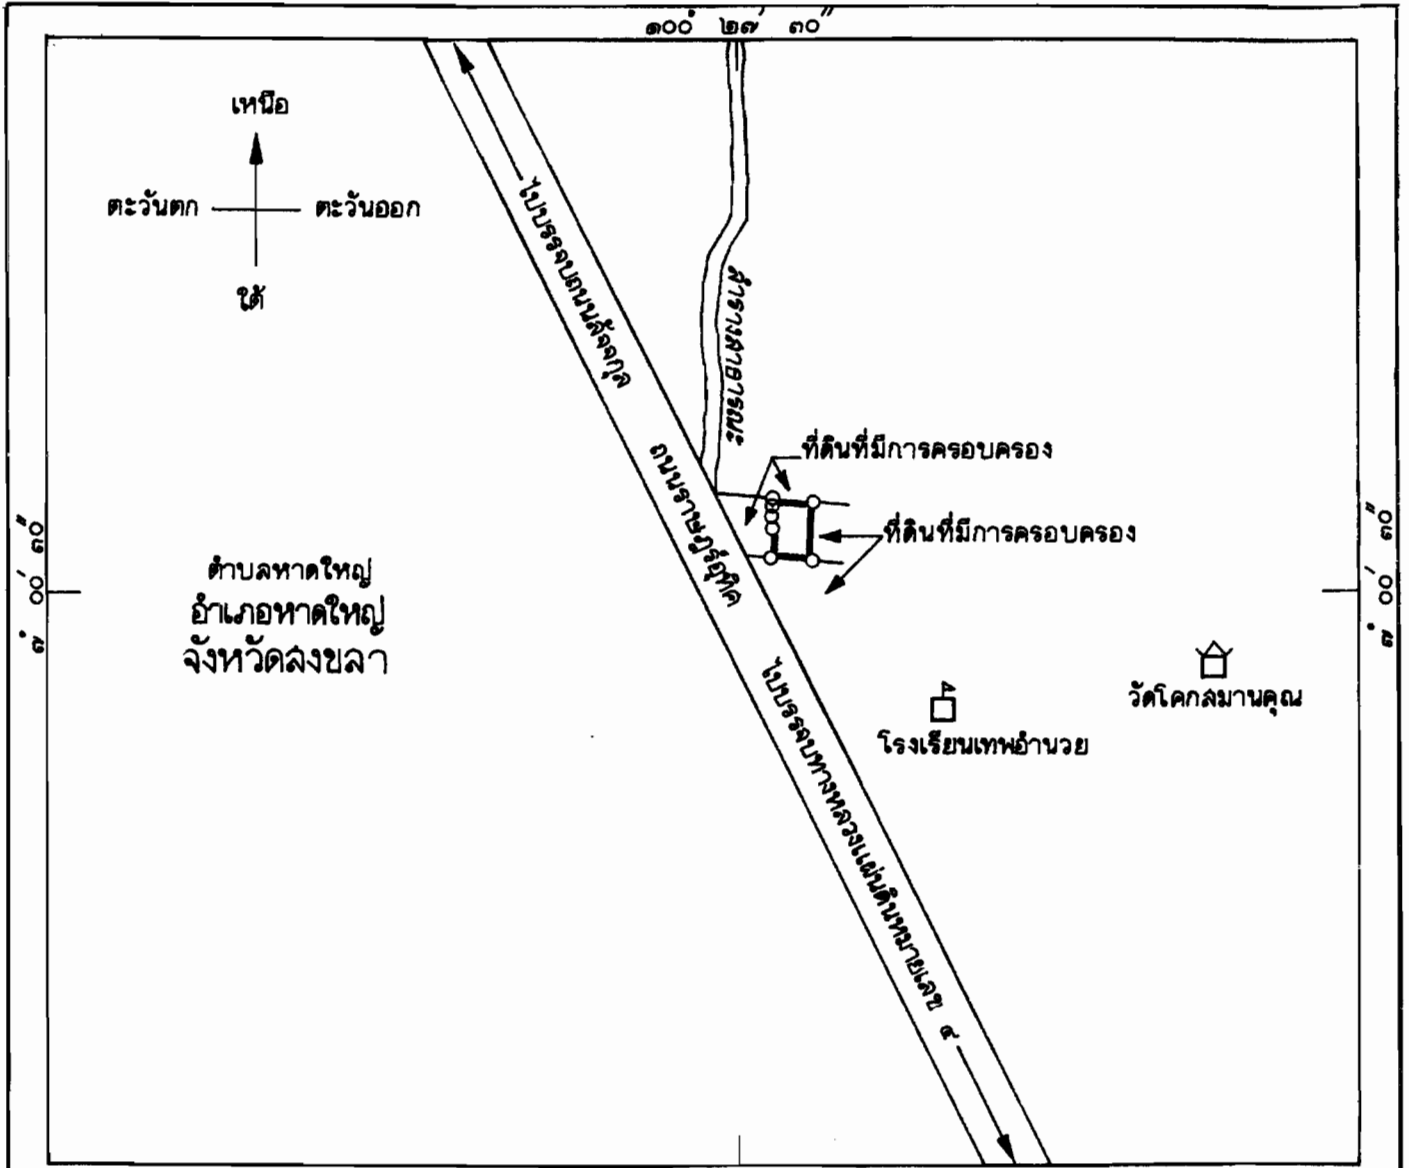 ๑๐๐° ๒๗′ ๓๐″
เหนือ
ตะวันตก
ตะวันออก
ใต้
ไปบรรจบถนนสัจจกุล
ลำรางสาธารณะ
ถนนราษฎร์อุทิศ
ที่ดินที่มีการครอบครอง
ที่ดินที่มีการครอบครอง
๗° ๐๐′ ๓๐″
๗° ๐๐′ ๓๐″
ตำบลหาดใหญ่
อำเภอหาดใหญ่
จังหวัดสงขลา
วัดโคกสมานคุณ
โรงเรียนเทพอำนวย
ไปบรรจบทางหลวงแผ่นดินหมายเลข ๔